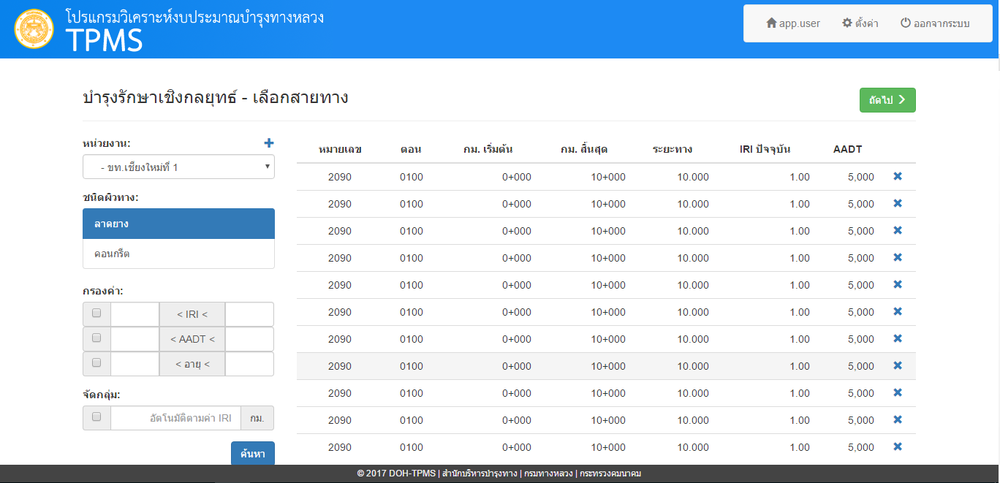 โปรแกรมวิเคราะห์งบประมาณบำรุงทางหลวง
TPMS
app.user ตั้งค่า ออกจากระบบ
บำรุงรักษาเชิงกลยุทธ์ - เลือกสายทาง
ถัดไป
หน่วยงาน:
- ขท.เชียงใหม่ที่ 1
ชนิดผิวทาง:
ลาดยาง
คอนกรีต
กรองค่า:
< IRI <
< AADT <
< อายุ <
จัดกลุ่ม:
อัตโนมัติตามค่า IRI กม.
ค้นหา
หมายเลข ตอน กม. เริ่มต้น กม. สิ้นสุด ระยะทาง IRI ปัจจุบัน AADT
2090 0100 0+000 10+000 10.000 1.00 5,000
2090 0100 0+000 10+000 10.000 1.00 5,000
2090 0100 0+000 10+000 10.000 1.00 5,000
2090 0100 0+000 10+000 10.000 1.00 5,000
2090 0100 0+000 10+000 10.000 1.00 5,000
2090 0100 0+000 10+000 10.000 1.00 5,000
2090 0100 0+000 10+000 10.000 1.00 5,000
2090 0100 0+000 10+000 10.000 1.00 5,000
2090 0100 0+000 10+000 10.000 1.00 5,000
2090 0100 0+000 10+000 10.000 1.00 5,000
2090 0100 0+000 10+000 10.000 1.00 5,000
© 2017 DOH-TPMS | สำนักบริหารบำรุงทาง | กรมทางหลวง | กระทรวงคมนาคม